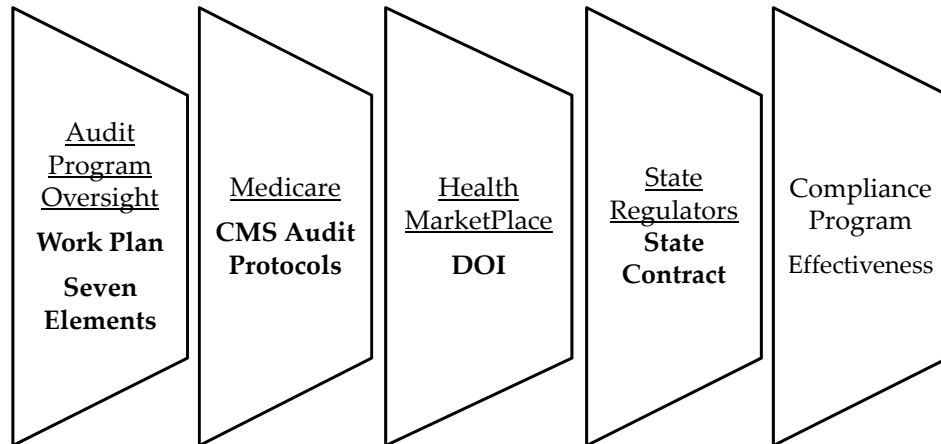 Audit
Program
Oversight
Work Plan
Seven
Elements
Medicare
CMS Audit
Protocols
Health
MarketPlace
DOI
State
Regulators
State
Contract
Compliance
Program
Effectiveness